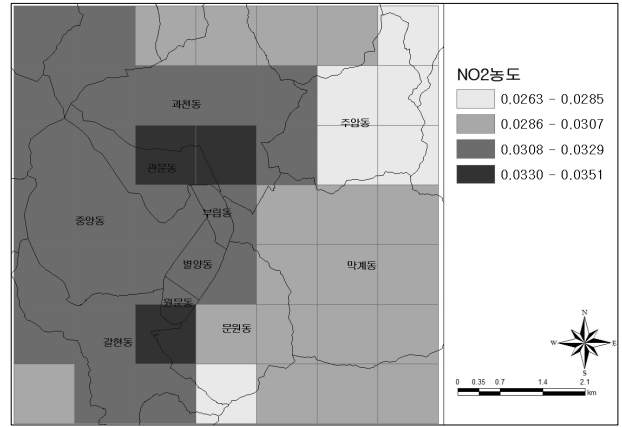 과천동
주암동
관문동
부림동
중앙동
별양동
막계동
원문동
문원동
갈현동
NO2농도
0.0263 - 0.0285
0.0286 - 0.0307
0.0308 - 0.0329
0.0330 - 0.0351
N
W
E
S
0 0.35 0.7 1.4 2.1
km